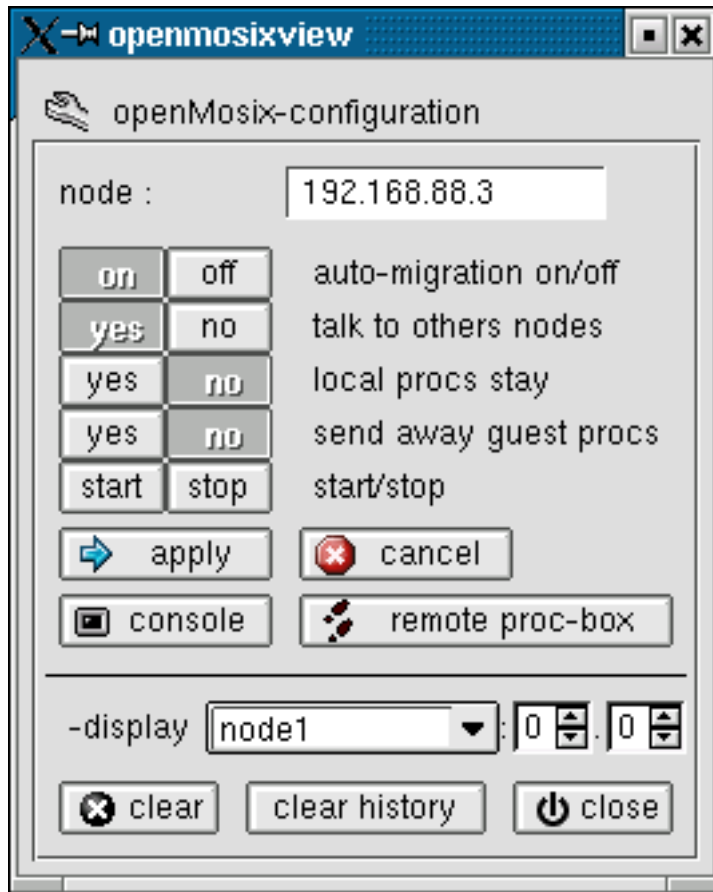 openmosixview
openMosix-configuration
node : 192.168.88.3
on off auto-migration on/off
yes no talk to others nodes
yes no local procs stay
yes no send away guest procs
start stop start/stop
apply cancel
console remote proc-box
-display node1 : 0 . 0
clear clear history close